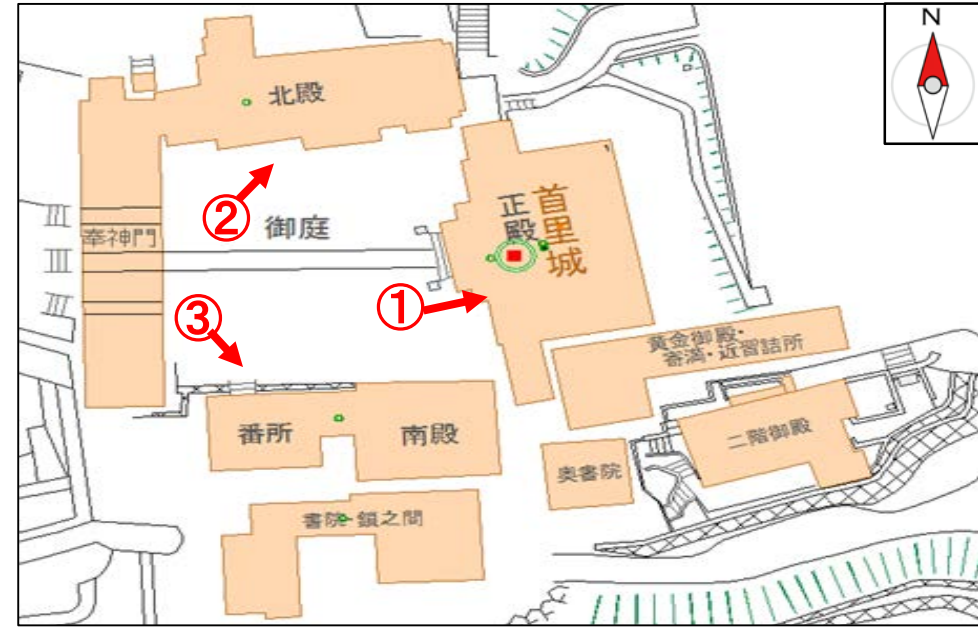 N
北殿
②
御庭
奉神門
正殿
首里城
①
③
黄金御殿・
寄満・近習詰所
番所
南殿
二階御殿
奥書院
書院・鎖之間